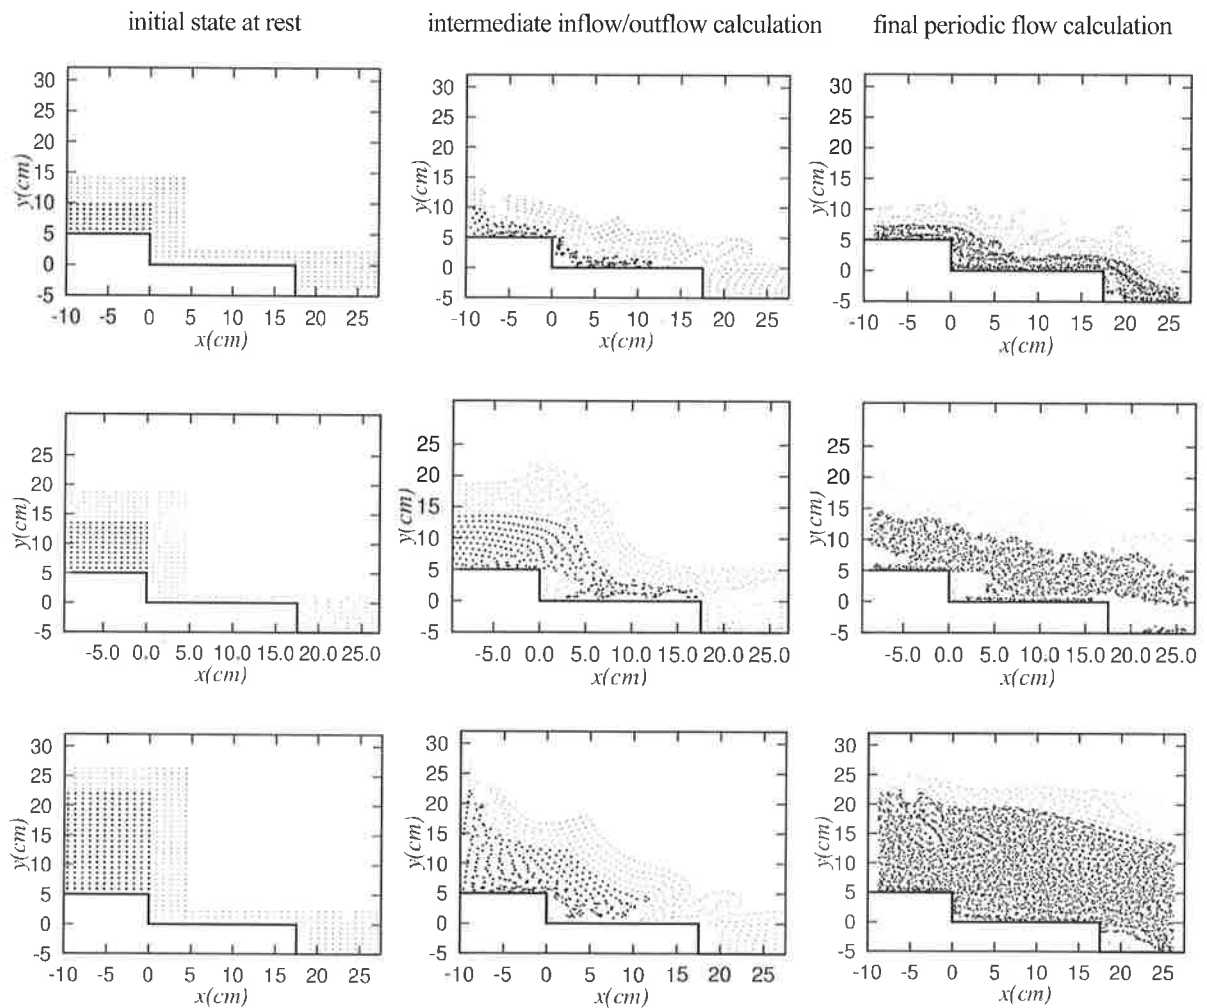 initial state at rest intermediate inflow/outflow calculation final periodic flow calculation
30 30 30
25 25 25
20 20 20
15 15 15
10 10 10
5 5 5
0 0 0
-5 -5 -5
y(cm) y(cm) y(cm)
-10 -5 0 5 10 15 20 25 -10 -5 0 5 10 15 20 25 -10 -5 0 5 10 15 20 25
x(cm) x(cm) x(cm)
25 25 25
20 20 20
15 15 15
10 10 10
5 5 5
0 0 0
-5 -5 -5
y(cm) y(cm) y(cm)
-5.0 0.0 5.0 10.0 15.0 20.0 25.0 -5.0 0.0 5.0 10.0 15.0 20.0 25.0 -5.0 0.0 5.0 10.0 15.0 20.0 25.0
x(cm) x(cm) x(cm)
30 30 30
25 25 25
20 20 20
15 15 15
10 10 10
5 5 5
0 0 0
-5 -5 -5
y(cm) y(cm) y(cm)
-10 -5 0 5 10 15 20 25 -10 -5 0 5 10 15 20 25 -10 -5 0 5 10 15 20 25
x(cm) x(cm) x(cm)